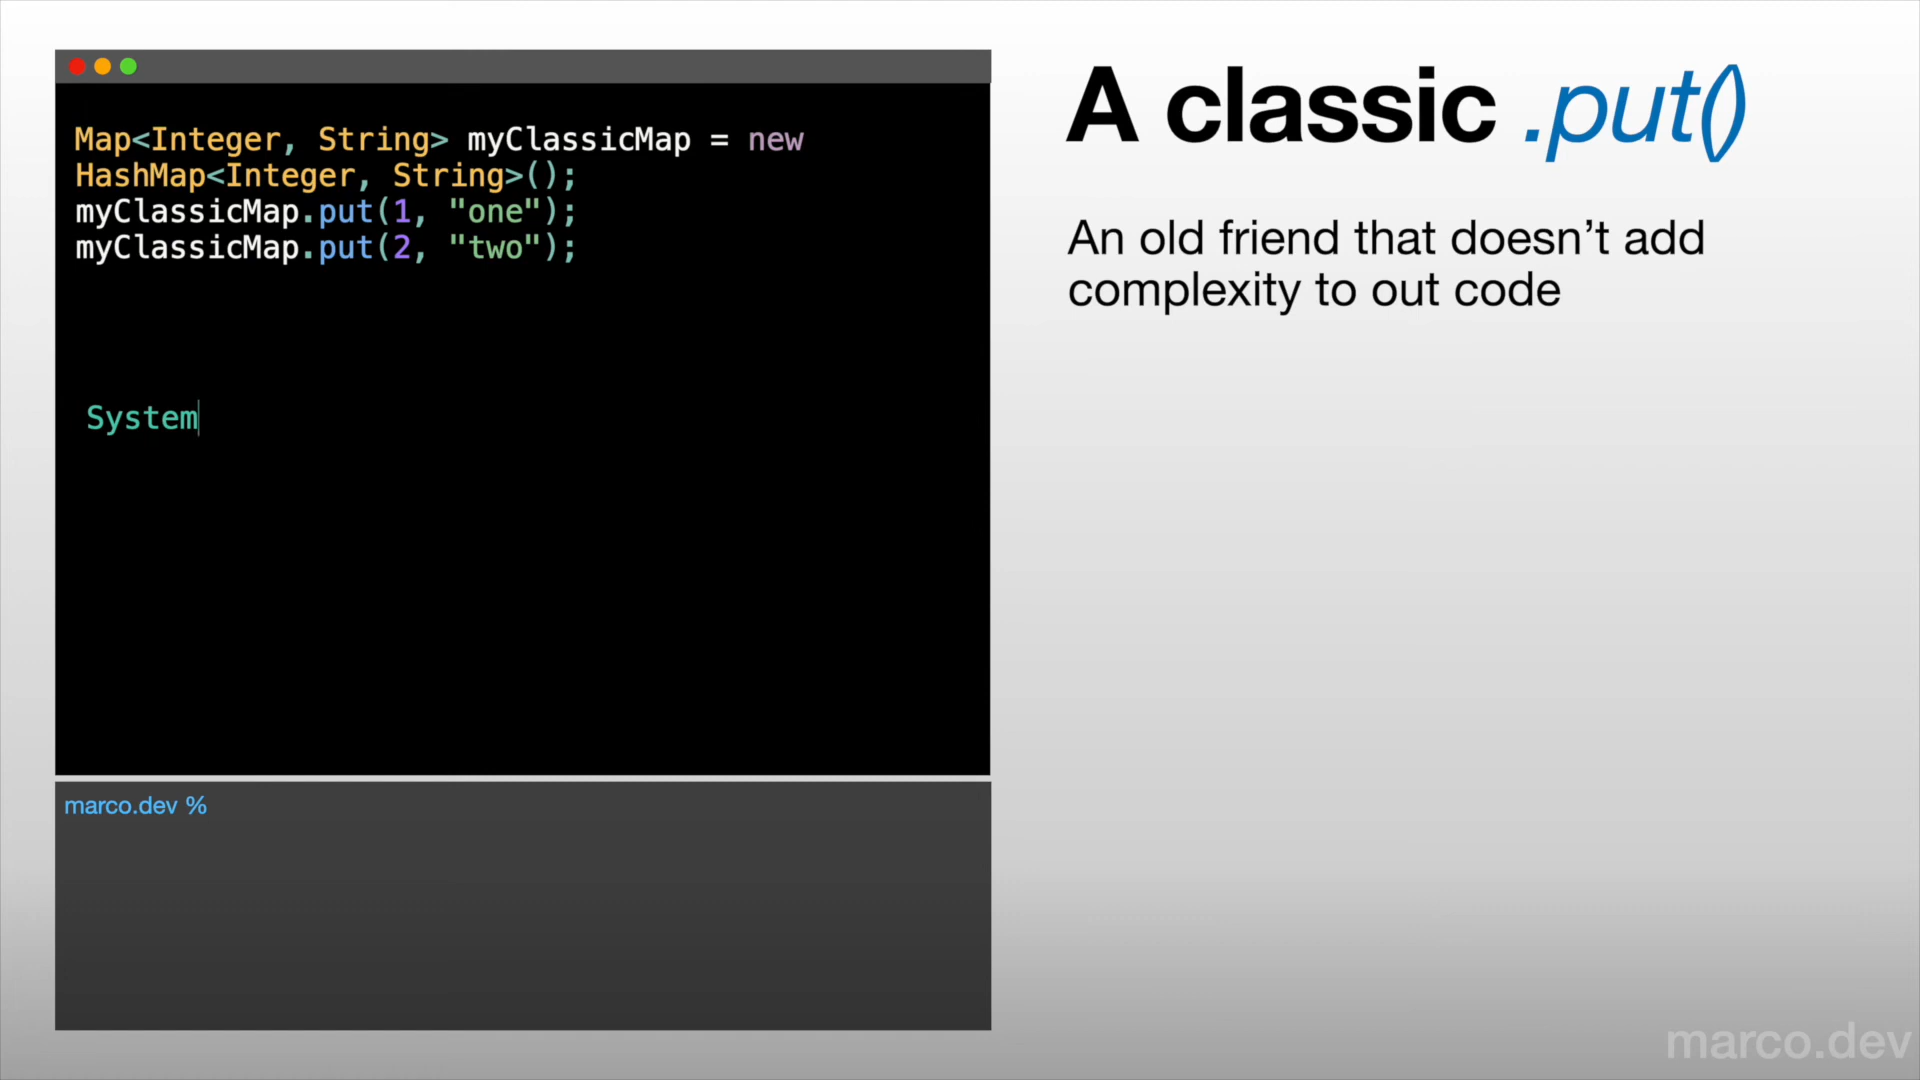 Map<Integer, String> myClassicMap = new
HashMap<Integer, String>();
myClassicMap.put(1, "one");
myClassicMap.put(2, "two");
System
marco.dev %
A classic .put()
An old friend that doesn’t add
complexity to out code
marco.dev